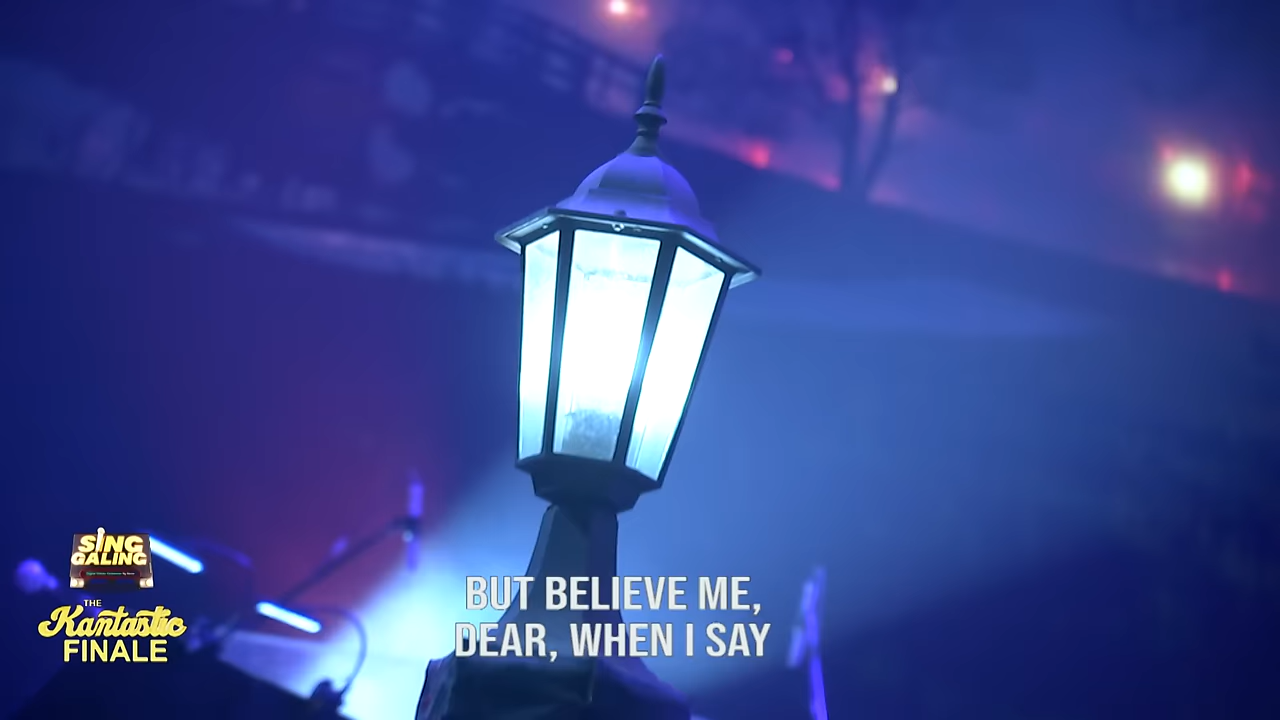 SING
GALING
THE
Kantastic
FINALE
BUT BELIEVE ME,
DEAR, WHEN I SAY